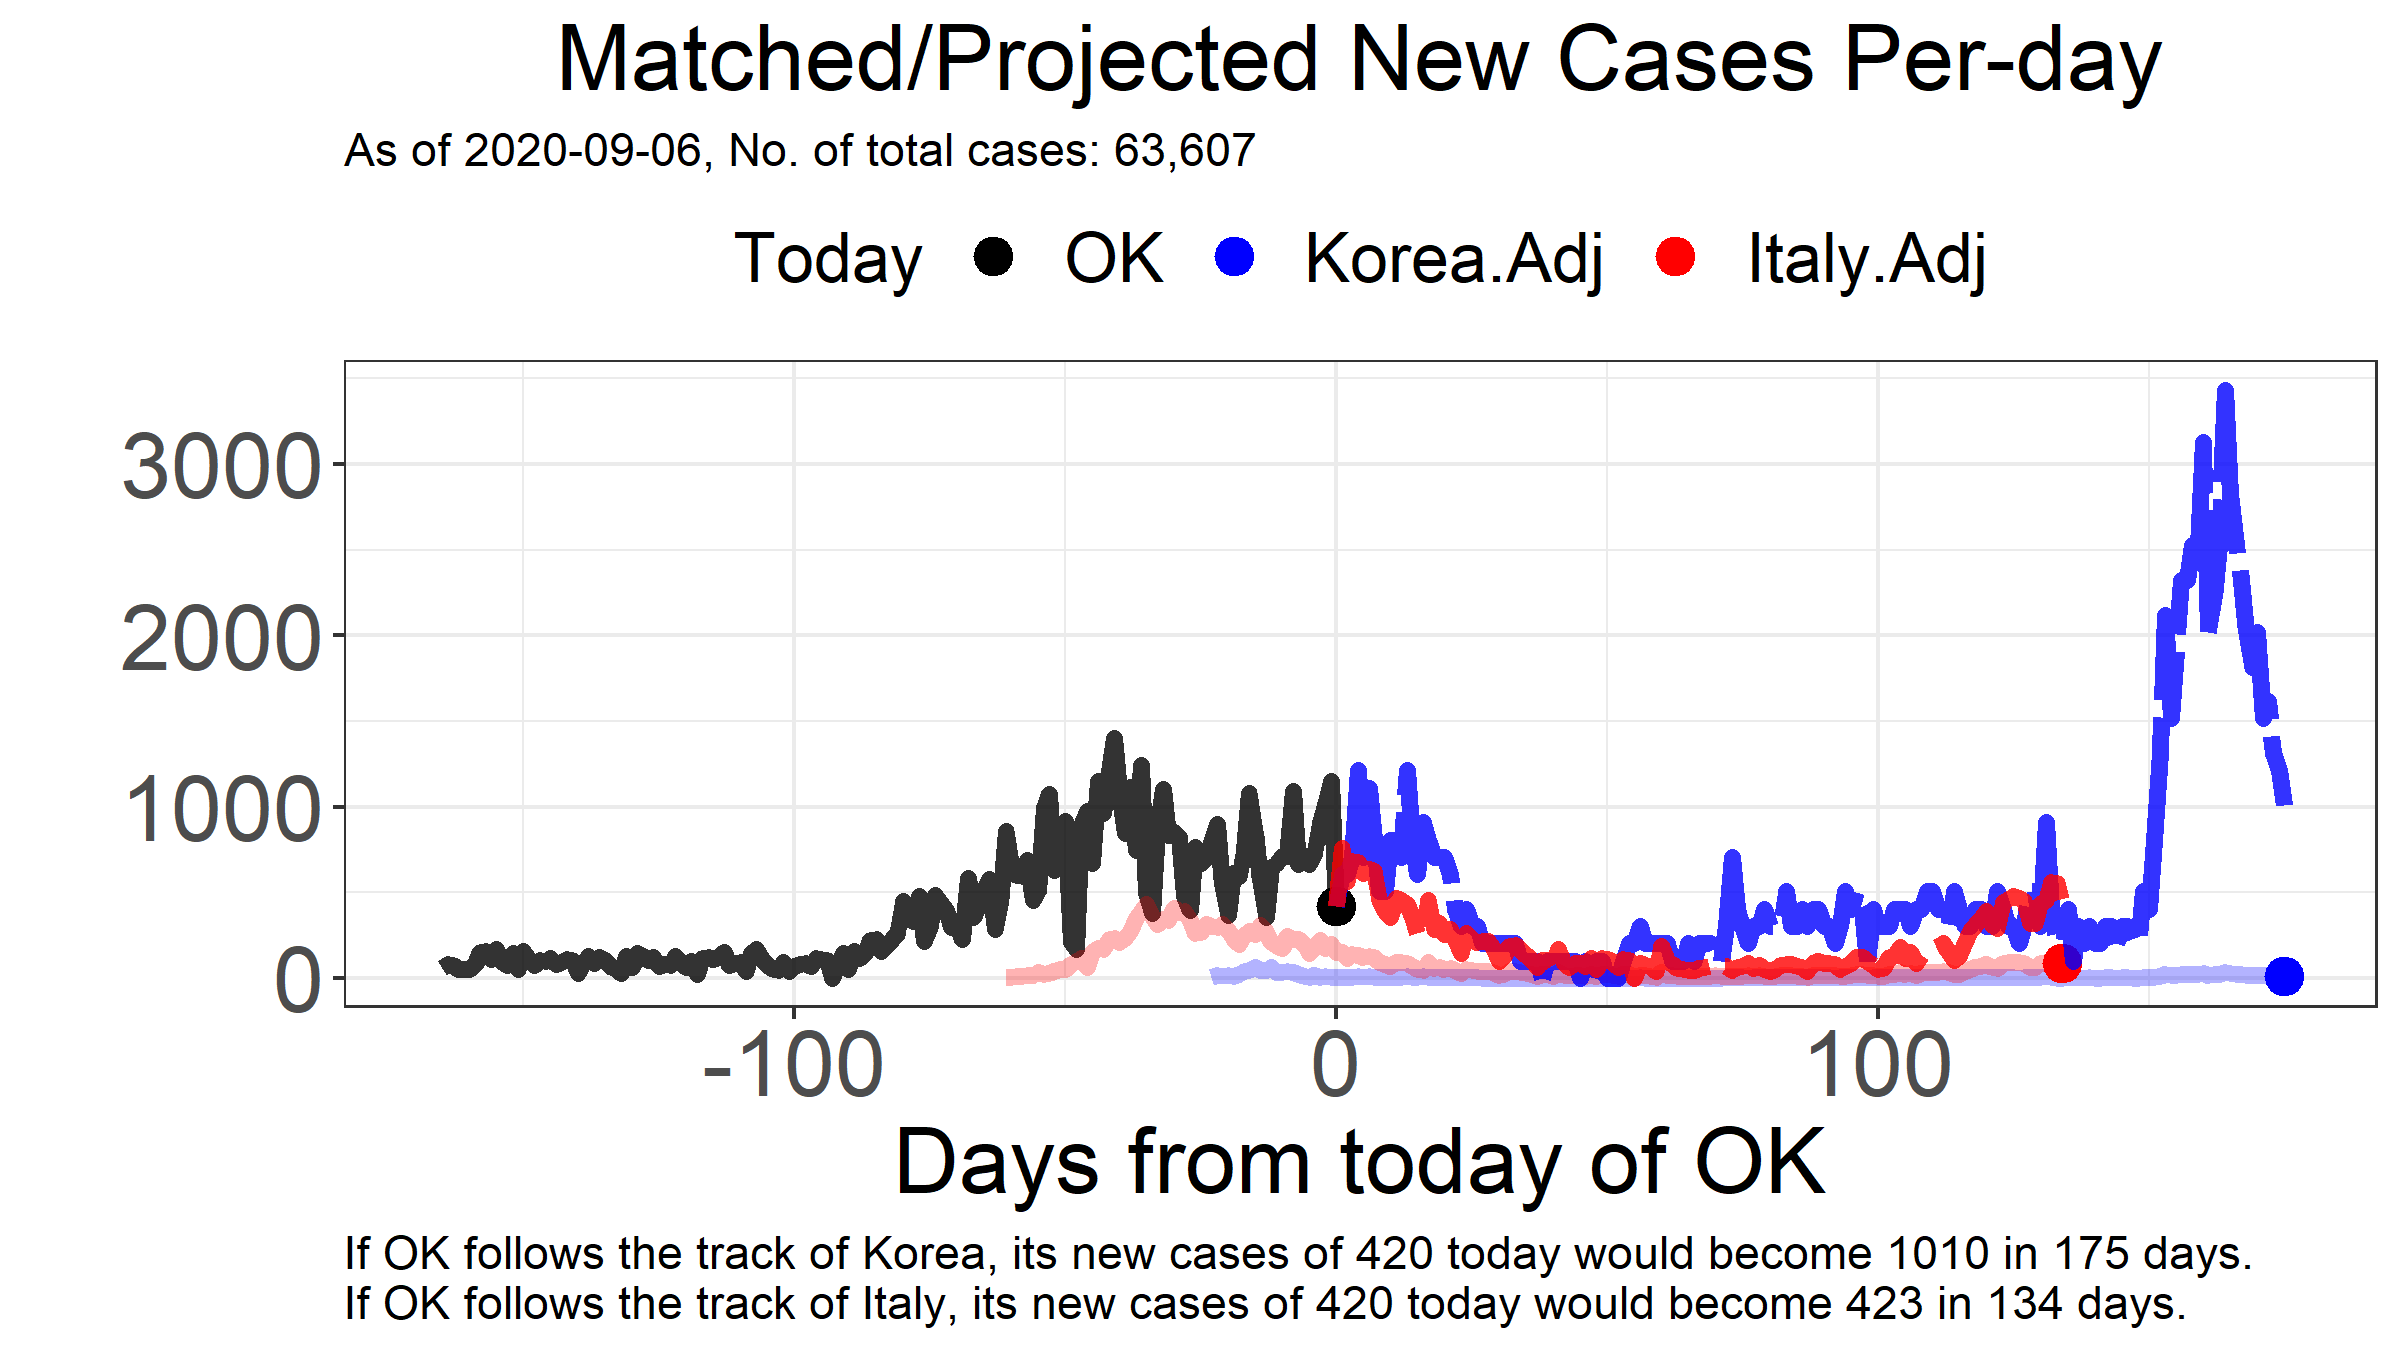 Matched/Projected New Cases Per-day
As of 2020-09-06, No. of total cases: 63,607
Today OK Korea.Adj Italy.Adj
3000
2000
1000
0
-100 0 100
Days from today of OK
If OK follows the track of Korea, its new cases of 420 today would become 1010 in 175 days.
If OK follows the track of Italy, its new cases of 420 today would become 423 in 134 days.